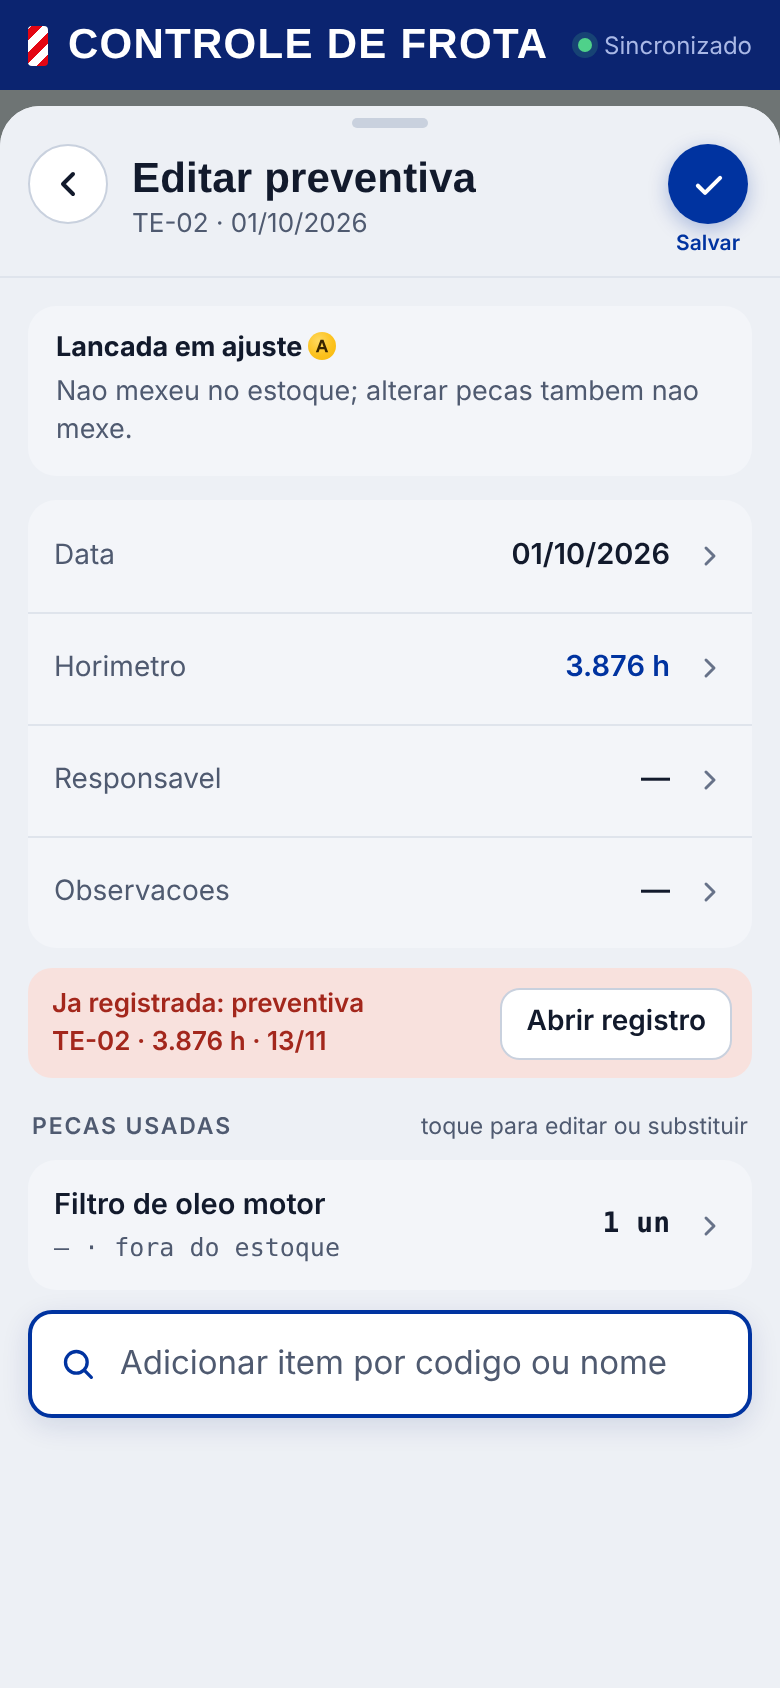 CONTROLE DE FROTA
Sincronizado
Editar preventiva
TE-02 · 01/10/2026
Salvar
Lancada em ajuste A
Nao mexeu no estoque; alterar pecas tambem nao
mexe.
Data 01/10/2026
Horimetro 3.876 h
Responsavel —
Observacoes —
Ja registrada: preventiva
TE-02 · 3.876 h · 13/11
Abrir registro
PECAS USADAS toque para editar ou substituir
Filtro de oleo motor
— · fora do estoque
1 un
Adicionar item por codigo ou nome